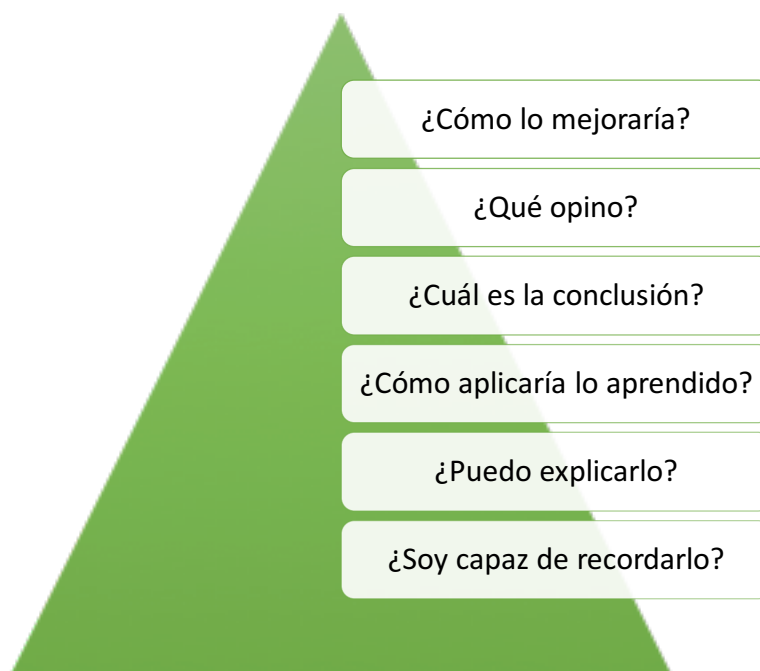 ¿Cómo lo mejoraría?
¿Qué opino?
¿Cuál es la conclusión?
¿Cómo aplicaría lo aprendido?
¿Puedo explicarlo?
¿Soy capaz de recordarlo?